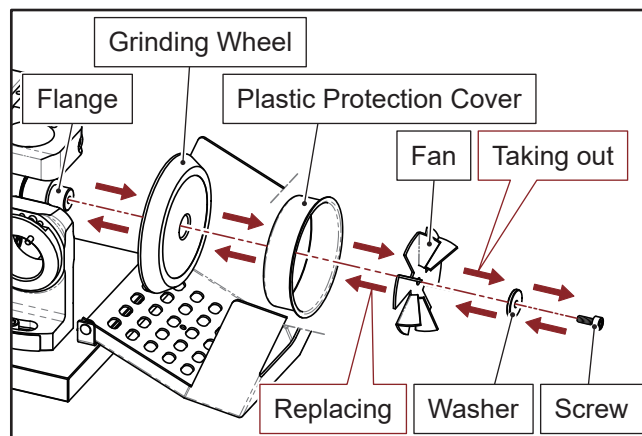 Grinding Wheel
Flange
Plastic Protection Cover
Fan
Taking out
Replacing
Washer
Screw